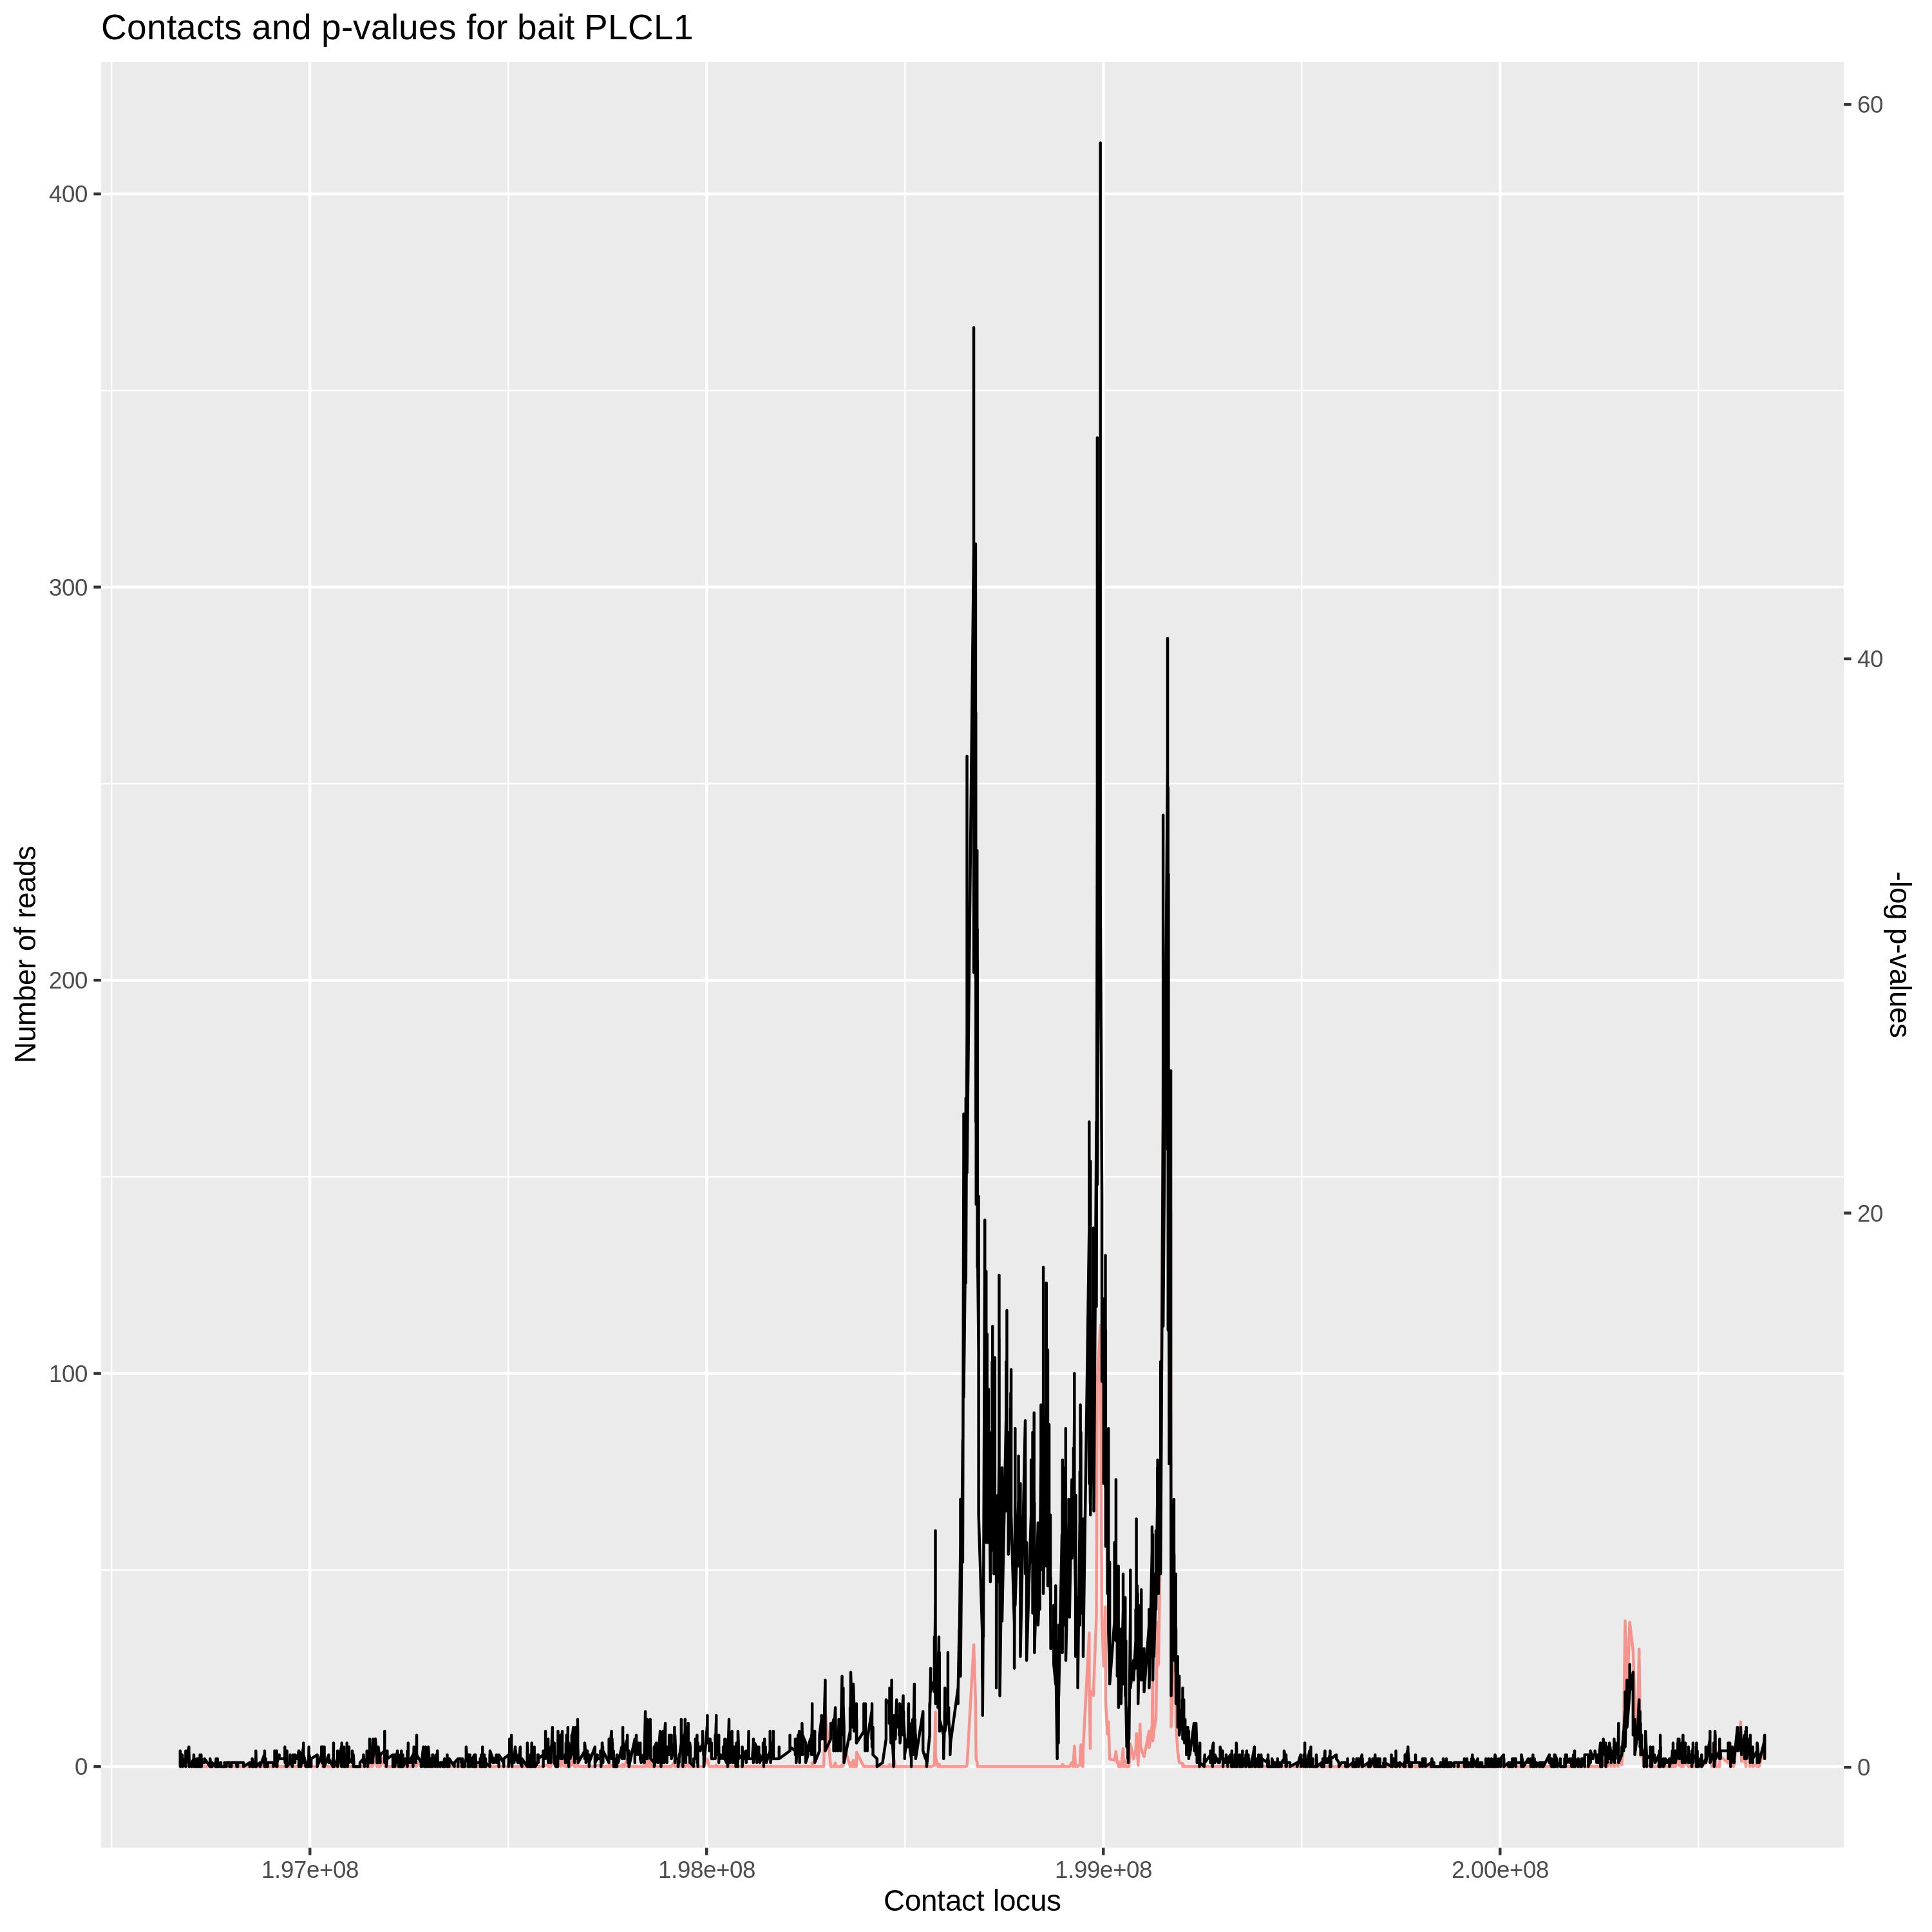 Contacts and p-values for bait PLCL1
60
400
300
40
200
20
100
0
0
Number of reads
-log p-values
1.97e+08
1.98e+08
1.99e+08
2.00e+08
Contact locus